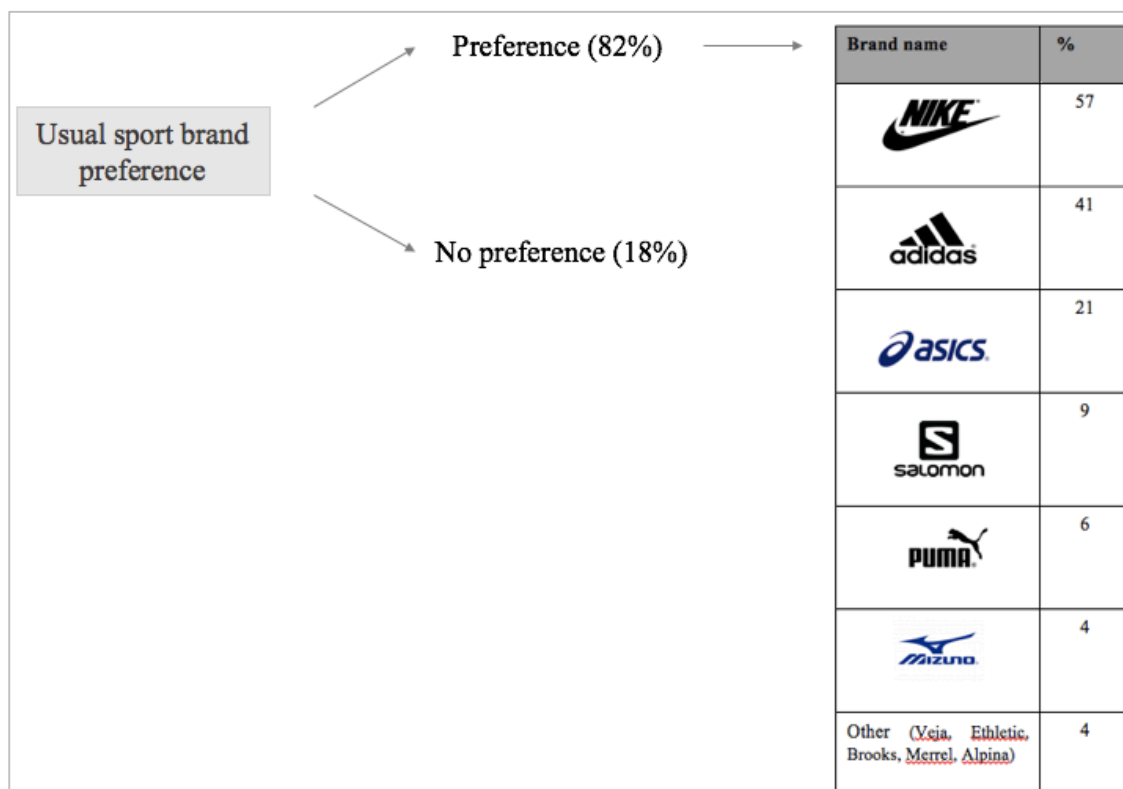 Usual sport brand
preference
Preference (82%)
No preference (18%)
Brand name %
NIKE 57
adidas 41
asics 21
S
salomon 9
PUMA 6
Mizuno 4
Other (Veja, Ethletic, 4
Brooks, Merrel, Alpina)